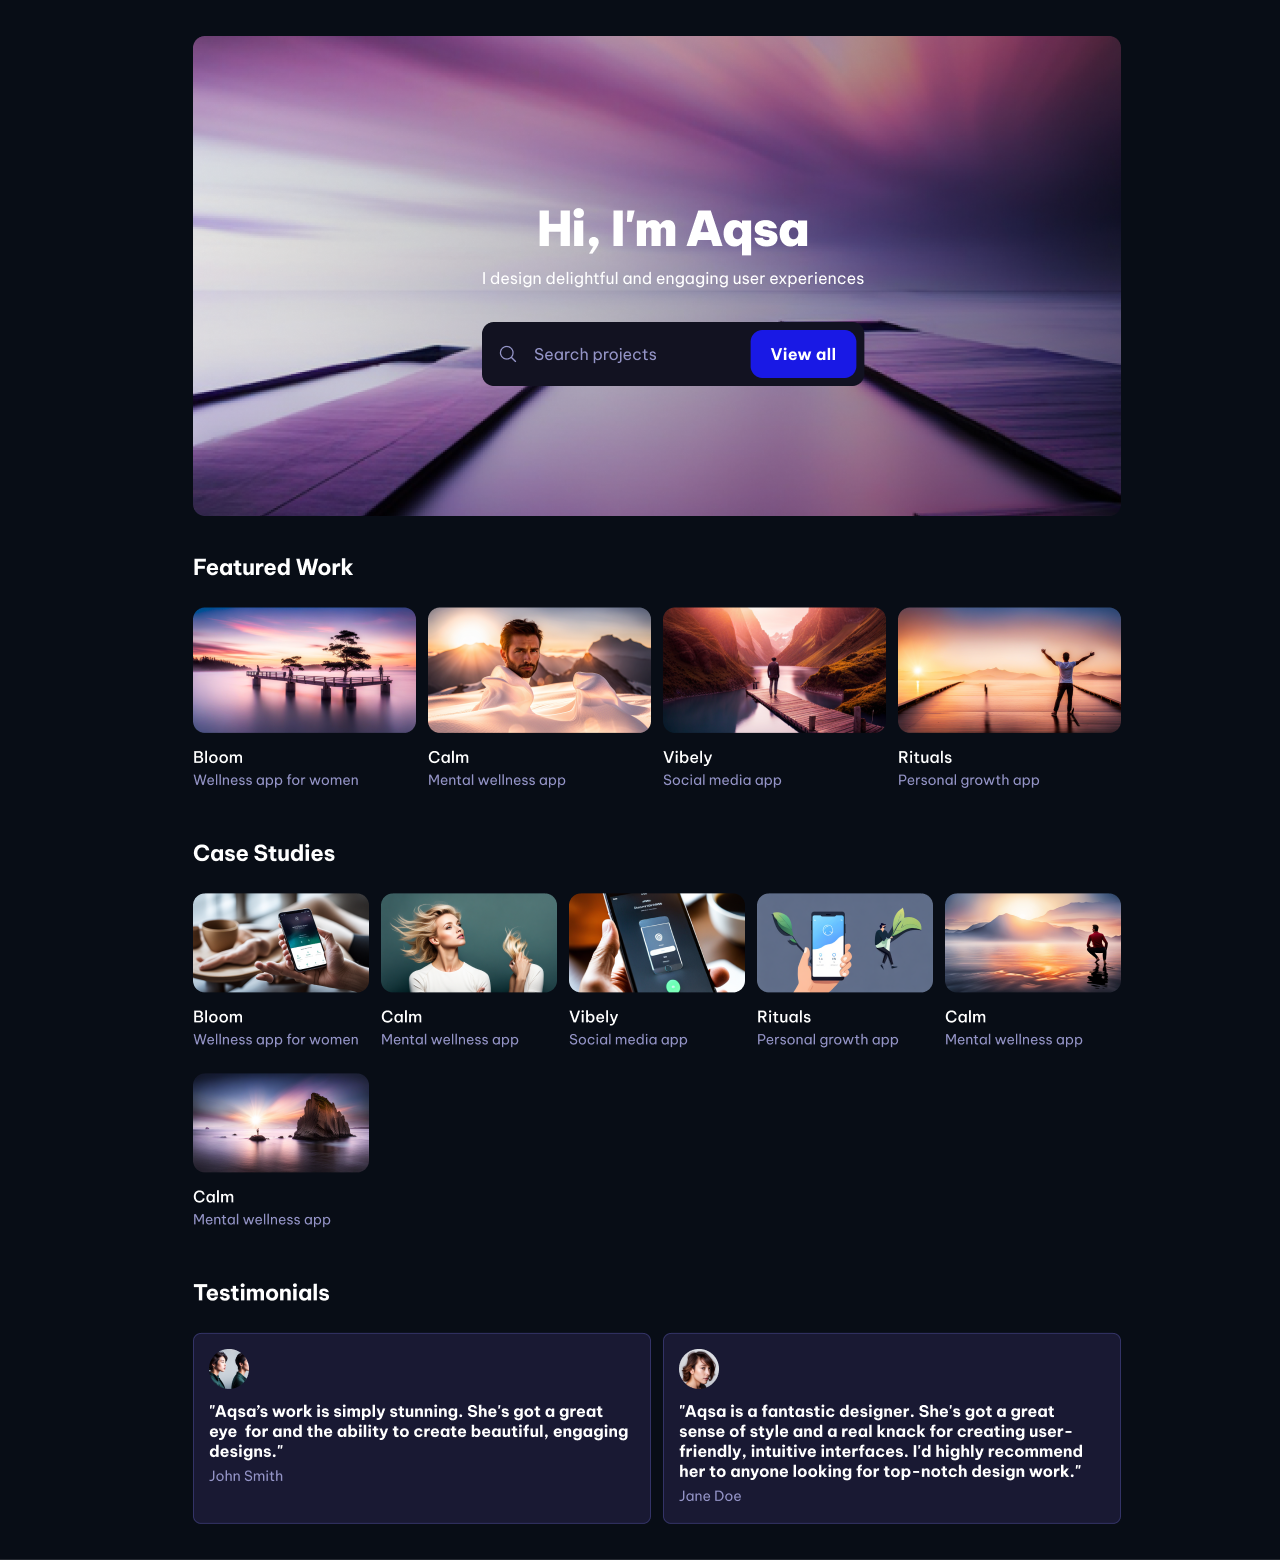 Hi, I'm Aqsa
I design delightful and engaging user experiences
Search projects
View all
Featured Work
Bloom
Wellness app for women
Calm
Mental wellness app
Vibely
Social media app
Rituals
Personal growth app
Case Studies
Bloom
Wellness app for women
Calm
Mental wellness app
Vibely
Social media app
Rituals
Personal growth app
Calm
Mental wellness app
Calm
Mental wellness app
Testimonials
"Aqsa’s work is simply stunning. She's got a great
eye  for and the ability to create beautiful, engaging
designs."
John Smith
"Aqsa is a fantastic designer. She's got a great
sense of style and a real knack for creating user-
friendly, intuitive interfaces. I'd highly recommend
her to anyone looking for top-notch design work."
Jane Doe